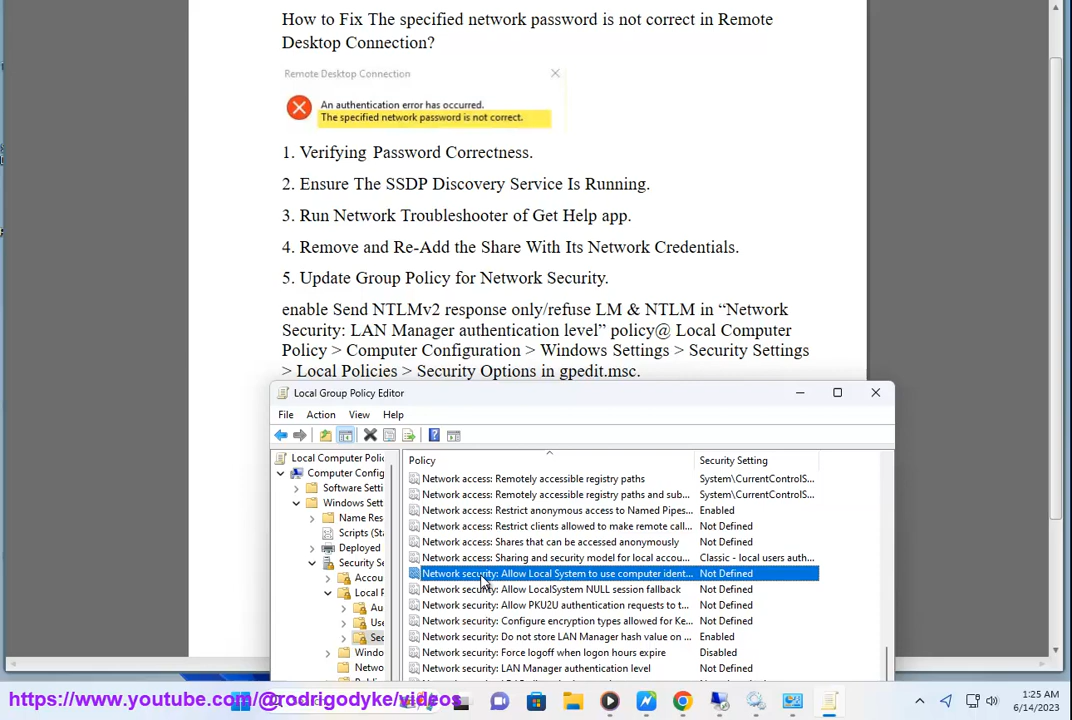 How to Fix The specified network password is not correct in Remote
Desktop Connection?
Remote Desktop Connection
An authentication error has occurred.
The specified network password is not correct.
1. Verifying Password Correctness.
2. Ensure The SSDP Discovery Service Is Running.
3. Run Network Troubleshooter of Get Help app.
4. Remove and Re-Add the Share With Its Network Credentials.
5. Update Group Policy for Network Security.
enable Send NTLMv2 response only/refuse LM & NTLM in “Network
Security: LAN Manager authentication level” policy@ Local Computer
Policy > Computer Configuration > Windows Settings > Security Settings
> Local Policies > Security Options in gpedit.msc.
Local Group Policy Editor
File Action View Help
Local Computer Polic
Computer Config
Software Setti
Windows Setti
Name Res
Scripts (Sta
Deployed
Security Se
Accou
Local P
Au
Use
Sec
Windo
Netwo
Policy Security Setting
Network access: Remotely accessible registry paths System\CurrentControlS...
Network access: Remotely accessible registry paths and sub... System\CurrentControlS...
Network access: Restrict anonymous access to Named Pipes... Enabled
Network access: Restrict clients allowed to make remote call... Not Defined
Network access: Shares that can be accessed anonymously Not Defined
Network access: Sharing and security model for local accou... Classic - local users auth...
Network security: Allow Local System to use computer ident... Not Defined
Network security: Allow LocalSystem NULL session fallback Not Defined
Network security: Allow PKU2U authentication requests to t... Not Defined
Network security: Configure encryption types allowed for Ke... Not Defined
Network security: Do not store LAN Manager hash value on ... Enabled
Network security: Force logoff when logon hours expire Disabled
Network security: LAN Manager authentication level Not Defined
https://www.youtube.com/@rodrigodyke/videos
1:25 AM
6/14/2023